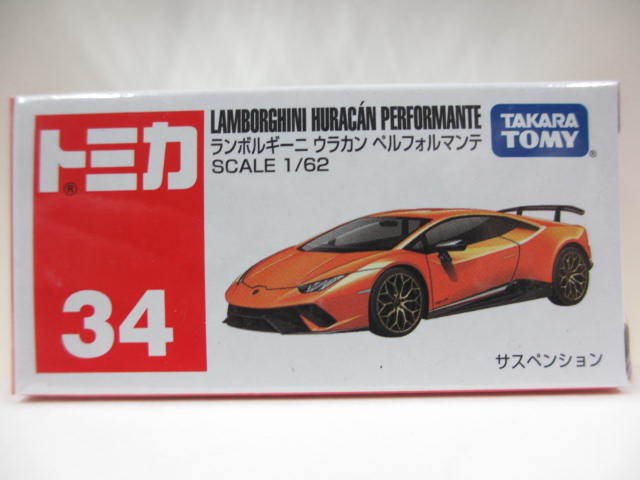 トミカ
®
34
LAMBORGHINI HURACÁN PERFORMANTE
ランボルギーニ ウラカン ペルフォルマンテ
SCALE 1/62
TAKARA
TOMY®
サスペンション